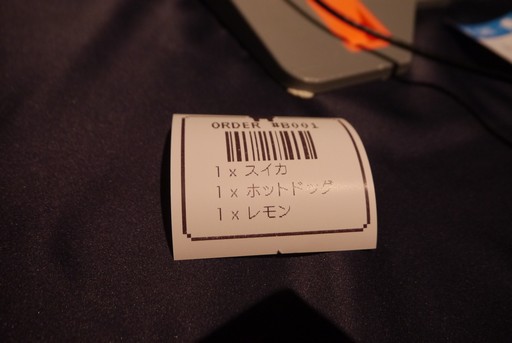 ORDER #B001
1 x スイカ
1 x ホットドッグ
1 x レモン